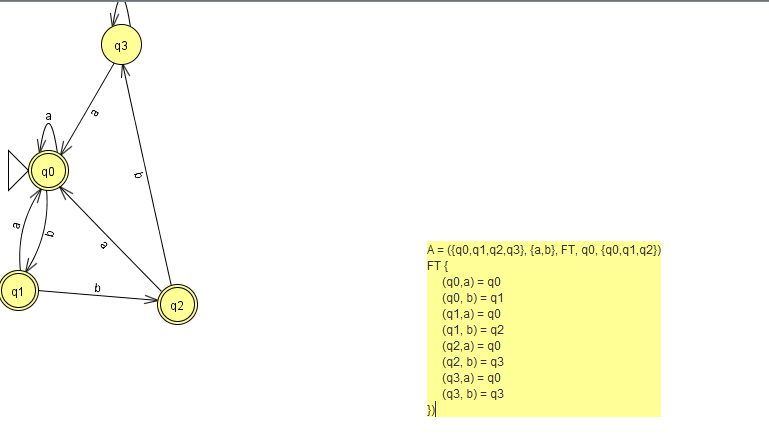 q3
a
a
q0
b
a
b
a
q1
b
q2
A = ({q0,q1,q2,q3}, {a,b}, FT, q0, {q0,q1,q2})
FT {
(q0,a) = q0
(q0, b) = q1
(q1,a) = q0
(q1, b) = q2
(q2,a) = q0
(q2, b) = q3
(q3,a) = q0
(q3, b) = q3
})